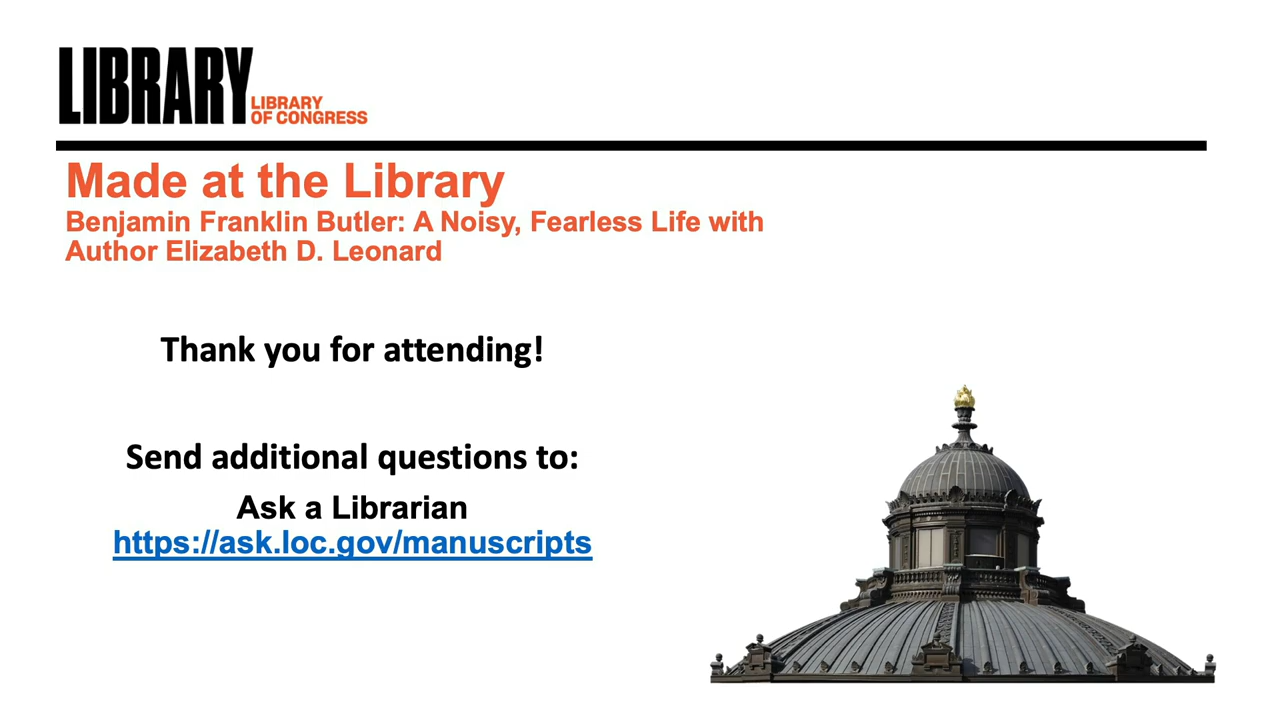 LIBRARY
LIBRARY
OF CONGRESS
Made at the Library
Benjamin Franklin Butler: A Noisy, Fearless Life with
Author Elizabeth D. Leonard
Thank you for attending!
Send additional questions to:
Ask a Librarian
https://ask.loc.gov/manuscripts